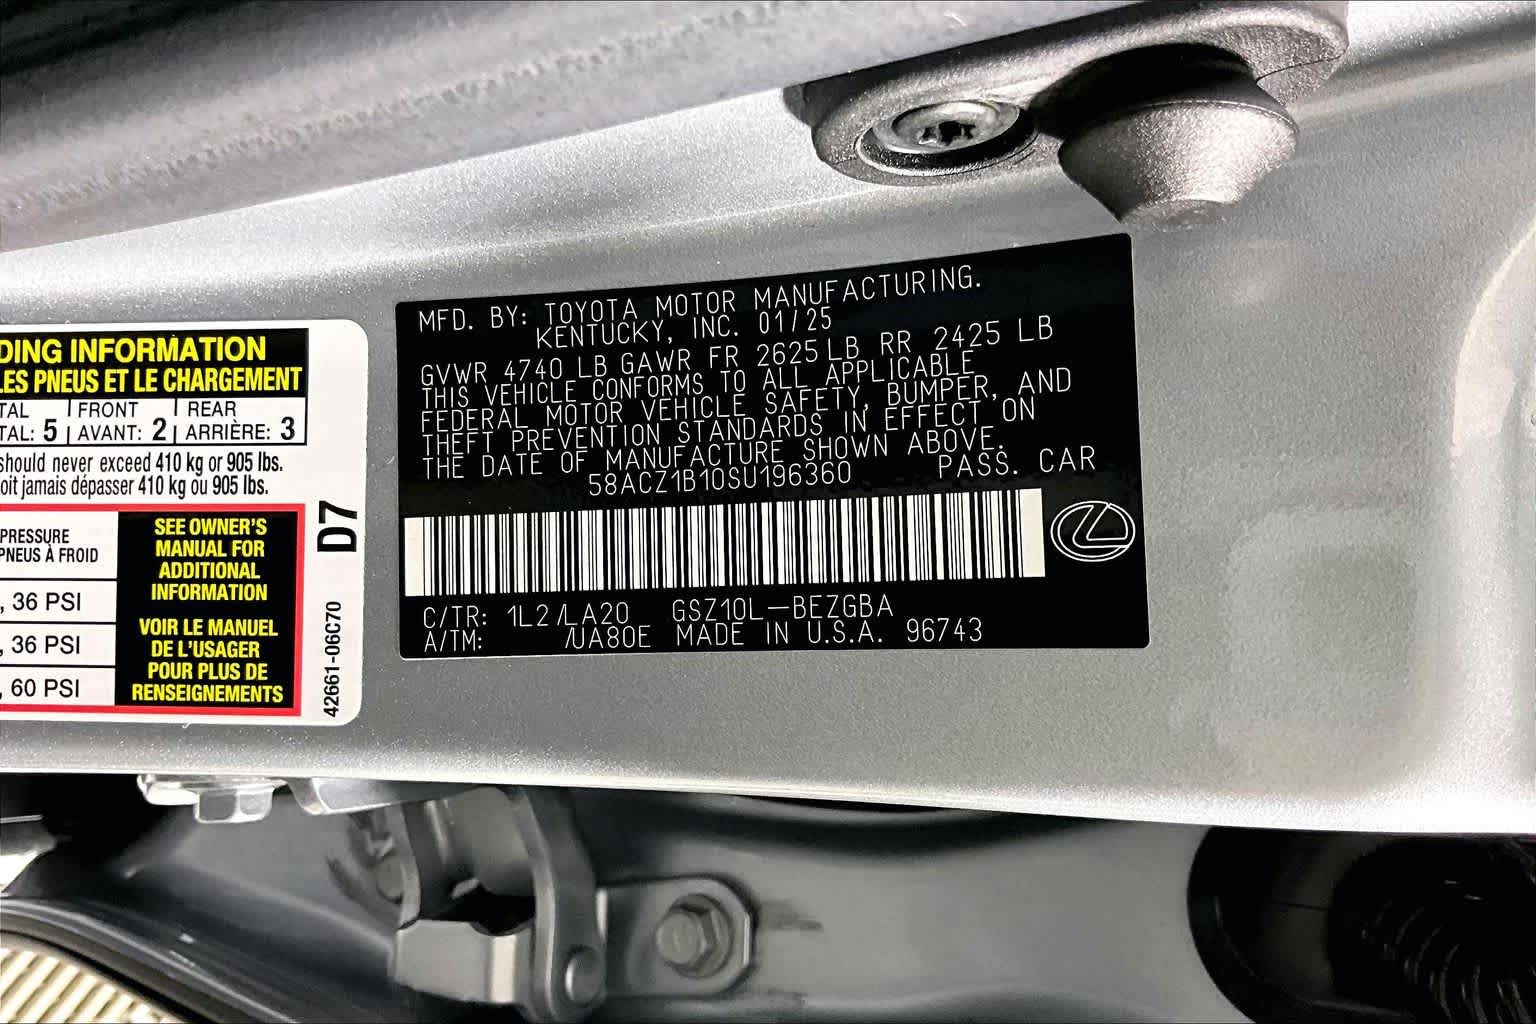 DING INFORMATION
LES PNEUS ET LE CHARGEMENT
TAL | FRONT | REAR
TAL: 5 | AVANT: 2 | ARRIÈRE: 3
should never exceed 410 kg or 905 lbs.
oit jamais dépasser 410 kg ou 905 lbs.
PRESSURE
PNEUS À FROID
, 36 PSI
, 36 PSI
, 60 PSI
SEE OWNER'S
MANUAL FOR
ADDITIONAL
INFORMATION
VOIR LE MANUEL
DE L'USAGER
POUR PLUS DE
RENSEIGNEMENTS
D7
42661-06C70
MFD. BY: TOYOTA MOTOR MANUFACTURING.
KENTUCKY, INC. 01/25
GVWR 4740 LB GAWR FR 2625 LB RR 2425 LB
THIS VEHICLE CONFORMS TO ALL APPLICABLE
FEDERAL MOTOR VEHICLE SAFETY, BUMPER, AND
THEFT PREVENTION STANDARDS IN EFFECT ON
THE DATE OF MANUFACTURE SHOWN ABOVE.
58ACZ1B10SU196360 PASS. CAR
C/TR: 1L2/LA20 GSZ10L-BEZGBA
A/TM: /UA80E MADE IN U.S.A. 96743